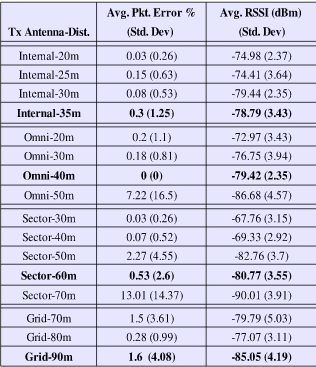 Tx Antenna-Dist. Avg. Pkt. Error % (Std. Dev) Avg. RSSI (dBm) (Std. Dev)
Internal-20m 0.03 (0.26) -74.98 (2.37)
Internal-25m 0.15 (0.63) -74.41 (3.64)
Internal-30m 0.08 (0.53) -79.44 (2.35)
Internal-35m 0.3 (1.25) -78.79 (3.43)
Omni-20m 0.2 (1.1) -72.97 (3.43)
Omni-30m 0.18 (0.81) -76.75 (3.94)
Omni-40m 0 (0) -79.42 (2.35)
Omni-50m 7.22 (16.5) -86.68 (4.57)
Sector-30m 0.03 (0.26) -67.76 (3.15)
Sector-40m 0.07 (0.52) -69.33 (2.92)
Sector-50m 2.27 (4.55) -82.76 (3.7)
Sector-60m 0.53 (2.6) -80.77 (3.55)
Sector-70m 13.01 (14.37) -90.01 (3.91)
Grid-70m 1.5 (3.61) -79.79 (5.03)
Grid-80m 0.28 (0.99) -77.07 (3.11)
Grid-90m 1.6 (4.08) -85.05 (4.19)